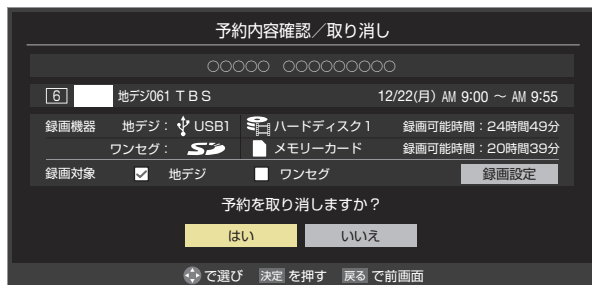 予約内容確認／取り消し
○○○○○ ○○○○○○○○○
6 地デジ061 TBS 12/22(月) AM 9:00 ～ AM 9:55
録画機器 地デジ： USB1 ハードディスク1 録画可能時間：24時間49分
ワンセグ： SD メモリーカード 録画可能時間：20時間39分
録画対象 地デジ ワンセグ 録画設定
予約を取り消しますか？
はい いいえ
で選び 決定 を押す 戻る で前画面